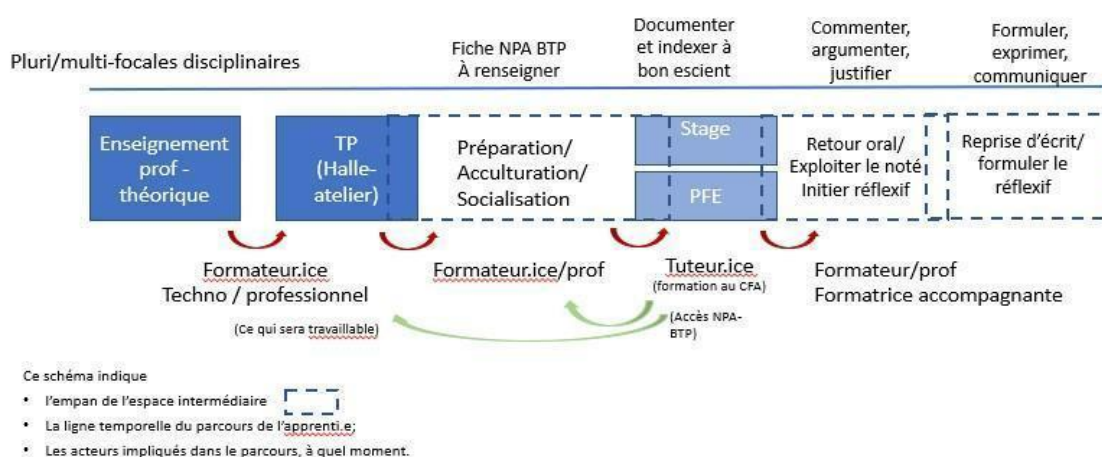 Pluri/multi-focales disciplinaires
Fiche NPA BTP
À renseigner
Documenter
et indexer à
bon escient
Commenter,
argumenter,
justifier
Formuler,
exprimer,
communiquer
Enseignement
prof -
théorique
TP
(Halle-
atelier)
Préparation/
Acculturation/
Socialisation
Stage
PFE
Retour oral/
Exploiter le noté
Initier réflexif
Reprise d’écrit/
formuler le
réflexif
Formateur.ice
Techno / professionnel
(Ce qui sera travaillable)
Formateur.ice/prof
Tuteur.ice
(formation au CFA)
(Accès NPA-
BTP)
Formateur/prof
Formatrice accompagnante
Ce schéma indique
• l’empan de l’espace intermédiaire
• La ligne temporelle du parcours de l’apprenti.e;
• Les acteurs impliqués dans le parcours, à quel moment.